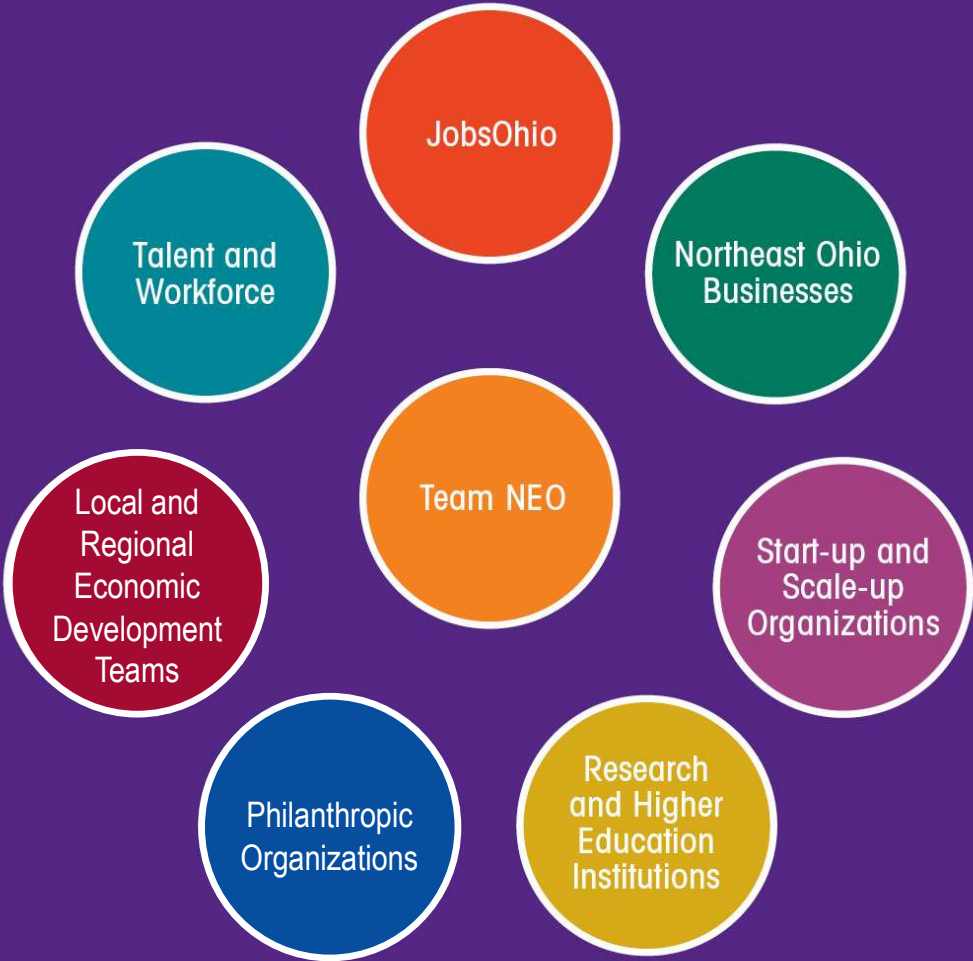 JobsOhio
Talent and
Workforce
Northeast Ohio
Businesses
Team NEO
Local and
Regional
Economic
Development
Teams
Start-up and
Scale-up
Organizations
Philanthropic
Organizations
Research
and Higher
Education
Institutions